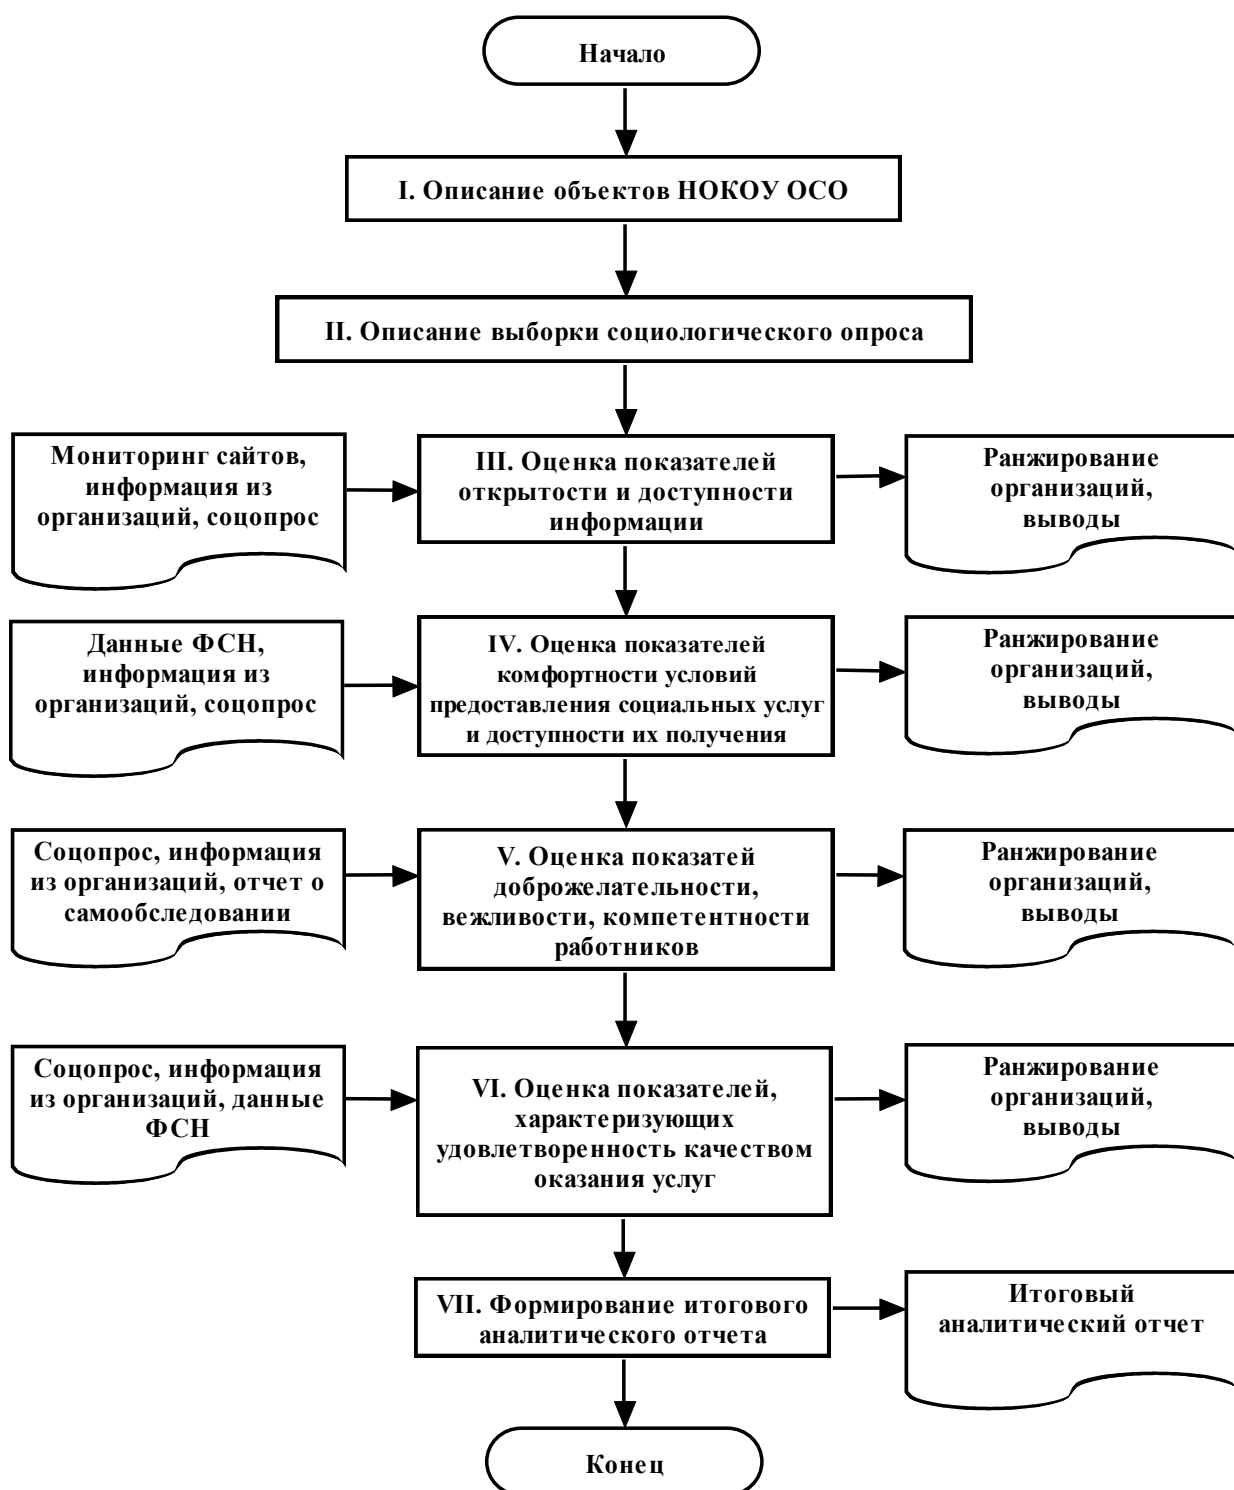 Начало
I. Описание объектов НОКОУ ОСО
II. Описание выборки социологического опроса
Мониторинг сайтов,
информация из
организаций, соцопрос
III. Оценка показателей
открытости и доступности
информации
Ранжирование
организаций,
выводы
Данные ФСН,
информация из
организаций, соцопрос
IV. Оценка показателей
комфортности условий
предоставления социальных услуг
и доступности их получения
Ранжирование
организаций,
выводы
Соцопрос, информация
из организаций, отчет о
самообследовании
V. Оценка показатей
доброжелательности,
вежливости, компетентности
работников
Ранжирование
организаций,
выводы
Соцопрос, информация
из организаций, данные
ФСН
VI. Оценка показателей,
характеризующих
удовлетворенность качеством
оказания услуг
Ранжирование
организаций,
выводы
VII. Формирование итогового
аналитического отчета
Итоговый
аналитический отчет
Конец